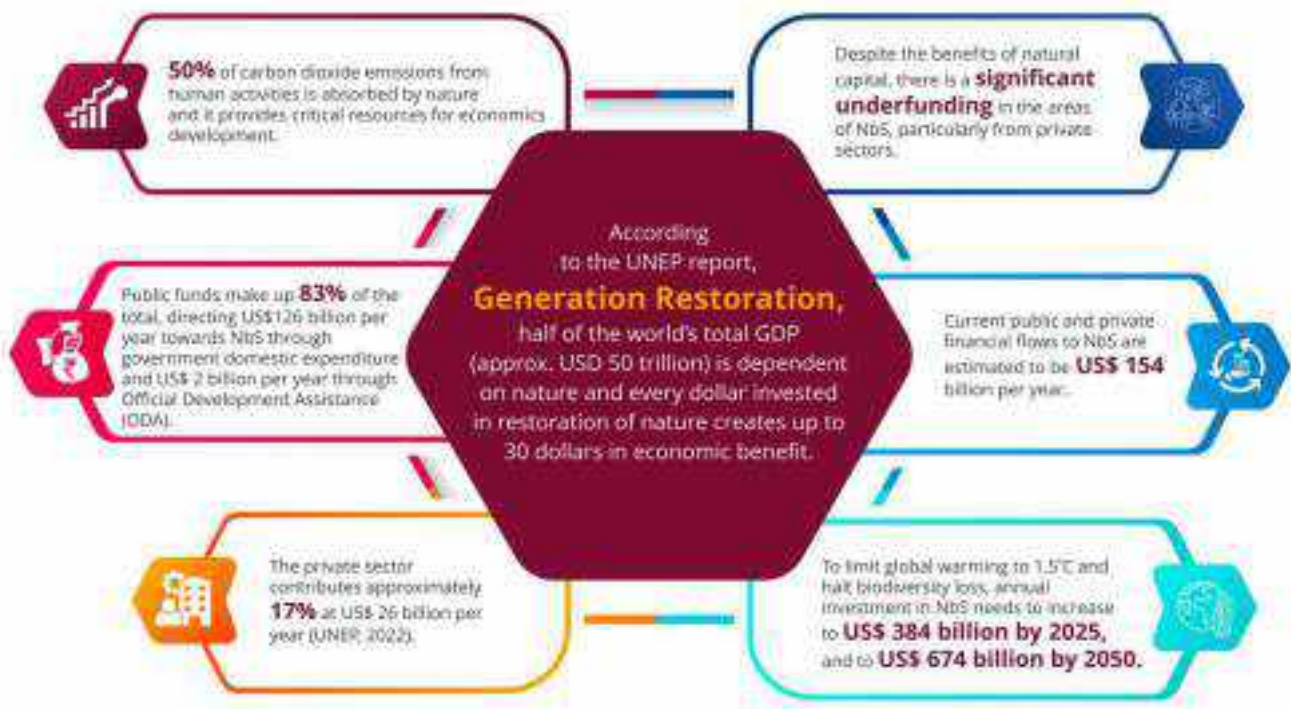 50% of carbon dioxide emissions from
human activities is absorbed by nature
and it provides critical resources for economics
development.
Despite the benefits of natural
capital, there is a significant
underfunding in the areas
of NbS, particularly from private
sectors.
According
to the UNEP report,
Generation Restoration,
half of the world's total GDP
(approx. USD 50 trillion) is dependent
on nature and every dollar invested
in restoration of nature creates up to
30 dollars in economic benefit.
Public funds make up 83% of the
total, directing US$126 billion per
year towards NbS through
government domestic expenditure
and US$ 2 billion per year through
Official Development Assistance
(ODA).
Current public and private
financial flows to NbS are
estimated to be US$ 154
billion per year.
The private sector
contributes approximately
17% at US$ 26 billion per
year (UNEP, 2022).
To limit global warming to 1.5°C and
halt biodiversity loss, annual
investment in NbS needs to increase
to US$ 384 billion by 2025,
and to US$ 674 billion by 2050.